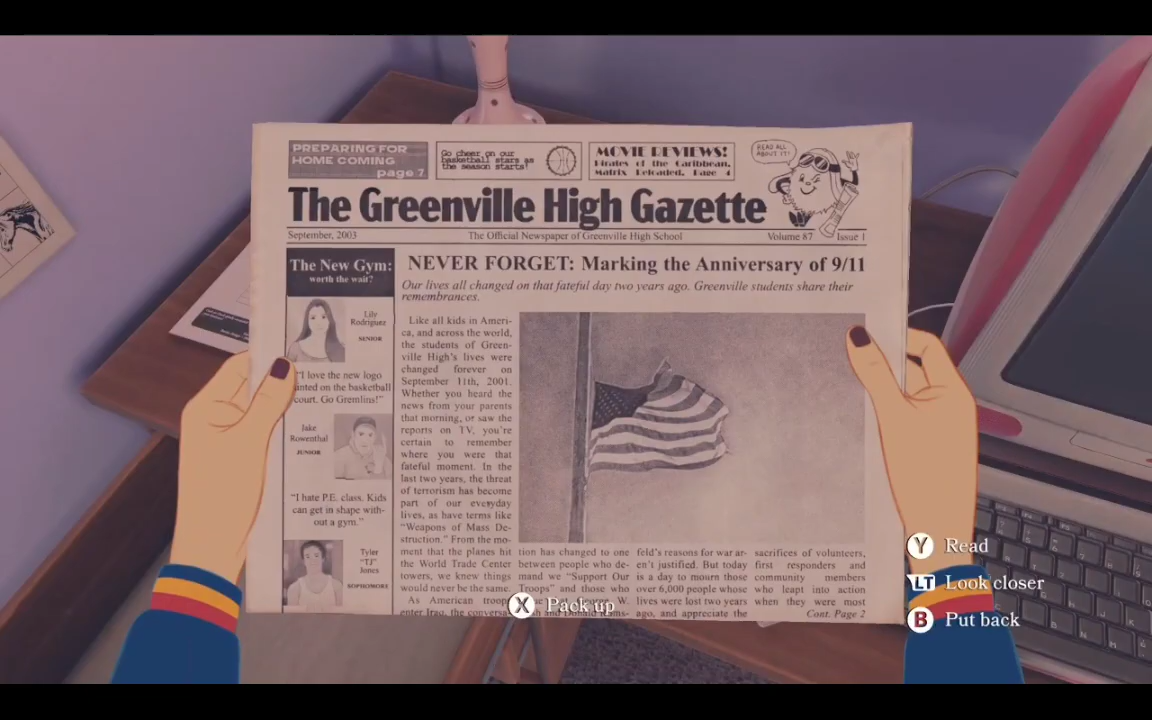 PREPARING FOR
HOME COMING
page 7
Go cheer on our
basketball stars as
the season starts!
MOVIE REVIEWS!
Pirates of the Caribbean,
Matrix Reloaded, Page 4
READ ALL
ABOUT IT!
The Greenville High Gazette
September, 2003
The Official Newspaper of Greenville High School
Volume 87
Issue 1
The New Gym:
worth the wait?
Lily
Rodriguez
SENIOR
"I love the new logo
nted on the basketball
court. Go Gremlins!"
Jake
Rowenthal
JUNIOR
"I hate P.E. class. Kids
can get in shape with-
out a gym."
Tyler
"TJ"
Jones
SOPHOMORE
NEVER FORGET: Marking the Anniversary of 9/11
Our lives all changed on that fateful day two years ago. Greenville students share their
remembrances.
Like all kids in Ameri-
ca, and across the world,
the students of Green-
ville High's lives were
changed forever on
September 11th, 2001.
Whether you heard the
news from your parents
that morning, or saw the
reports on TV, you're
certain to remember
where you were that
fateful moment. In the
last two years, the threat
of terrorism has become
part of our everyday
lives, as have terms like
"Weapons of Mass De-
struction." From the mo-
ment that the planes hit
the World Trade Center
towers, we knew things
would never be the same.
As American troops
enter Iraq, the conversa-
tion has changed to one
between people who de-
mand we "Support Our
Troops" and those who
W.
and Donald Rams-
feld's reasons for war ar-
en't justified. But today
is a day to mourn those
over 6,000 people whose
lives were lost two years
ago, and appreciate the
sacrifices of volunteers,
first responders and
community members
who leapt into action
when they were most
Cont. Page 2
Y Read
LT Look closer
B Put back
X Pack up